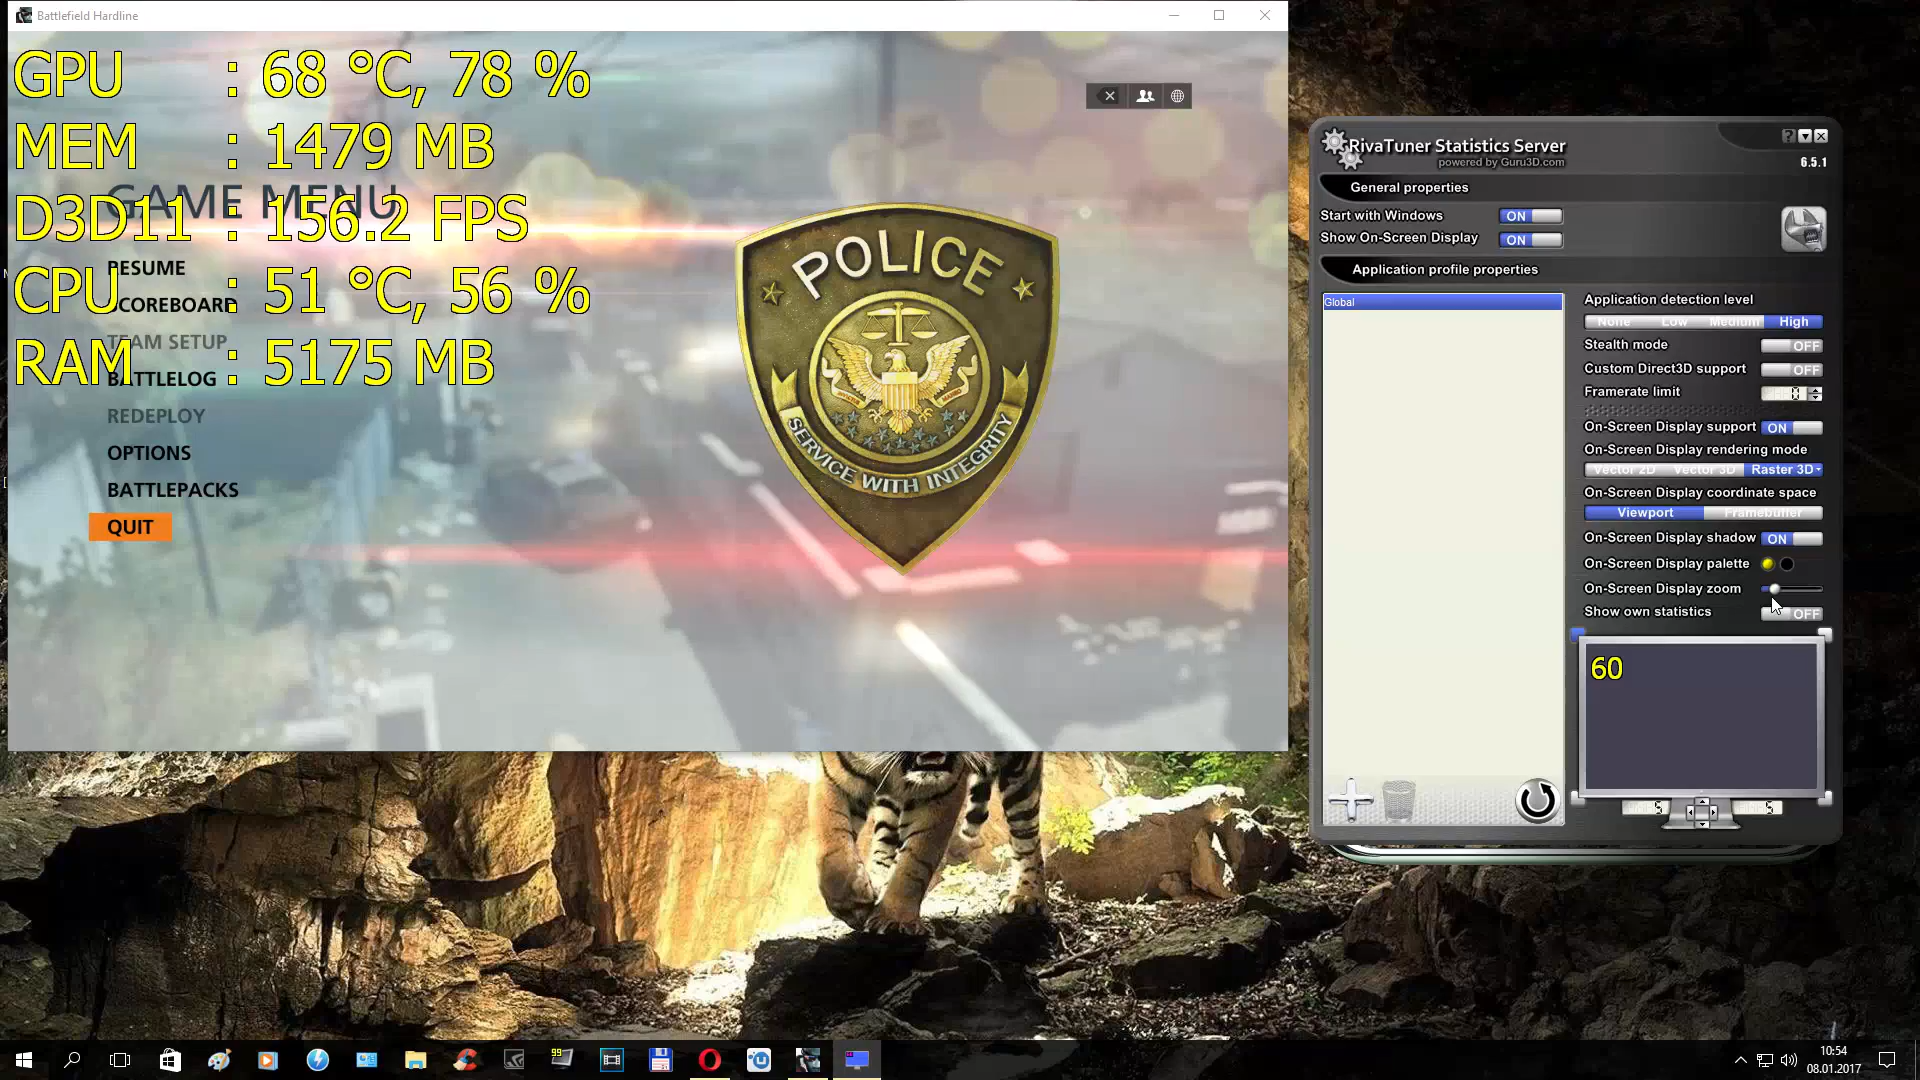 Battlefield Hardline
GPU : 68 °C, 78 %
MEM : 1479 MB
GAME MENU
D3D11 : 156.2 FPS
RESUME
CPU : 51 °C, 56 %
SCOREBOARD
TEAM SETUP
RAM : 5175 MB
BATTLELOG
REDEPLOY
OPTIONS
BATTLEPACKS
QUIT
POLICE
SERVICE WITH INTEGRITY
RivaTuner Statistics Server
powered by Guru3D.com
6.5.1
General properties
Start with Windows ON
Show On-Screen Display ON
Application profile properties
Global
Application detection level
None Low Medium High
Stealth mode OFF
Custom Direct3D support OFF
Framerate limit 0
On-Screen Display support ON
On-Screen Display rendering mode
Vector 2D Vector 3D Raster 3D
On-Screen Display coordinate space
Viewport Framebuffer
On-Screen Display shadow ON
On-Screen Display palette
On-Screen Display zoom
Show own statistics OFF
60
5 5
99
10:54
08.01.2017